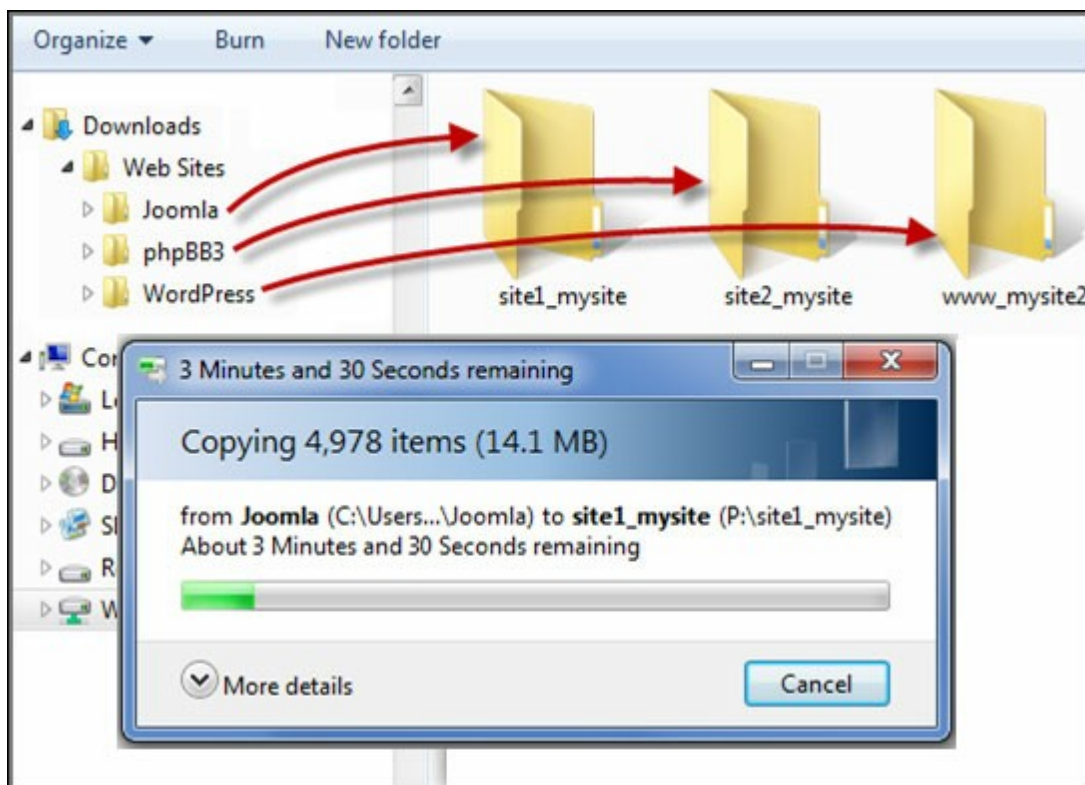 Organize Burn New folder
Downloads
Web Sites
Joomla
phpBB3
WordPress
site1_mysite site2_mysite www_mysite2
3 Minutes and 30 Seconds remaining
Copying 4,978 items (14.1 MB)
from Joomla (C:\Users...\Joomla) to site1_mysite (P:\site1_mysite)
About 3 Minutes and 30 Seconds remaining
More details
Cancel